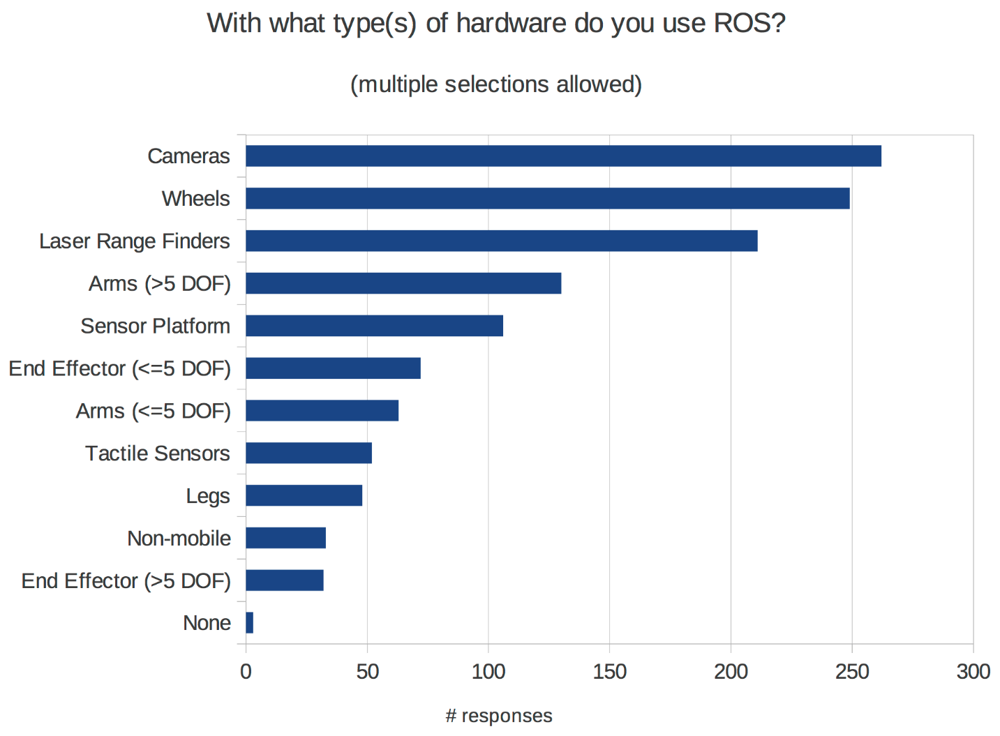 With what type(s) of hardware do you use ROS?
(multiple selections allowed)
Cameras
Wheels
Laser Range Finders
Arms (>5 DOF)
Sensor Platform
End Effector (<=5 DOF)
Arms (<=5 DOF)
Tactile Sensors
Legs
Non-mobile
End Effector (>5 DOF)
None
0 50 100 150 200 250 300
# responses